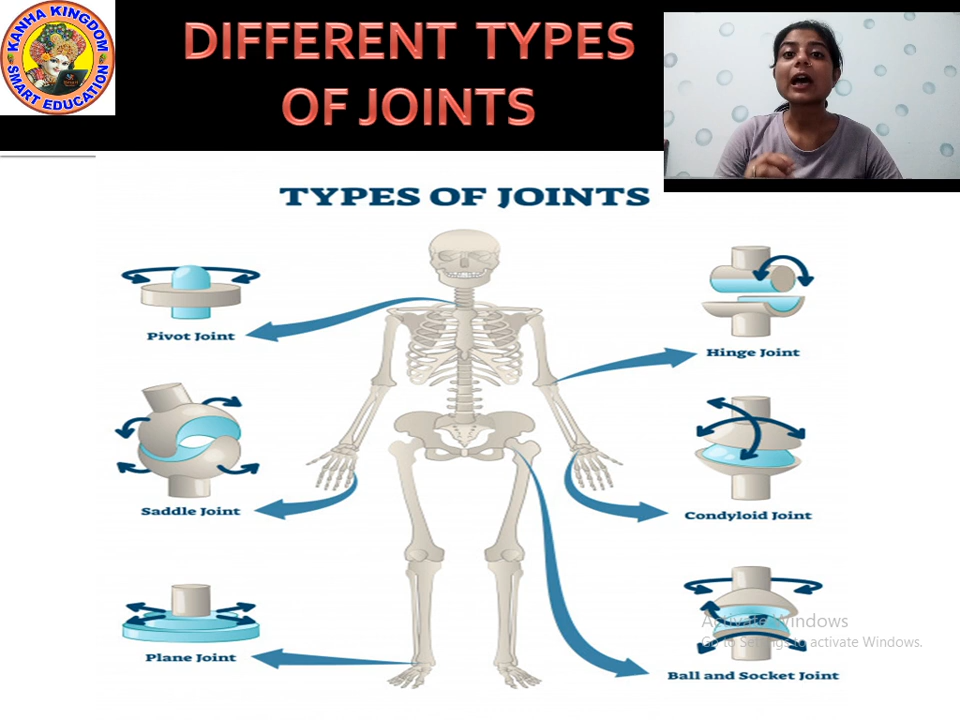 KANHA KINGDOM
SMART EDUCATION
DIFFERENT TYPES
OF JOINTS
TYPES OF JOINTS
Pivot Joint
Hinge Joint
Saddle Joint
Condyloid Joint
Plane Joint
Ball and Socket Joint
Activate Windows
Go to Settings to activate Windows.